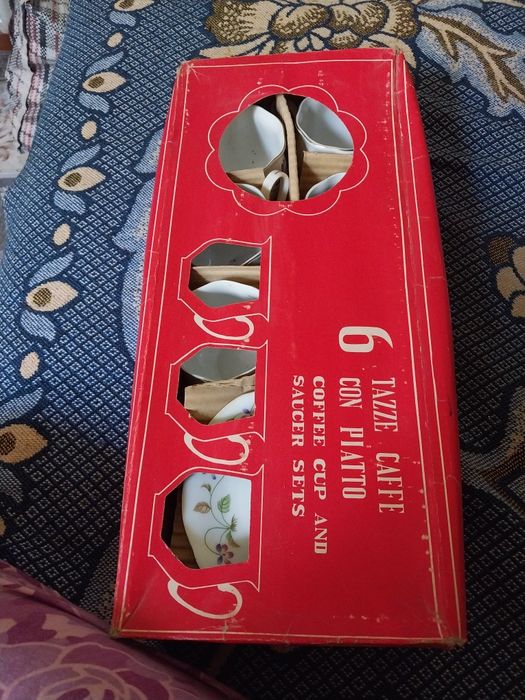 6
TAZZE CAFFE
CON PIATTO
COFFEE CUP AND
SAUCER SETS